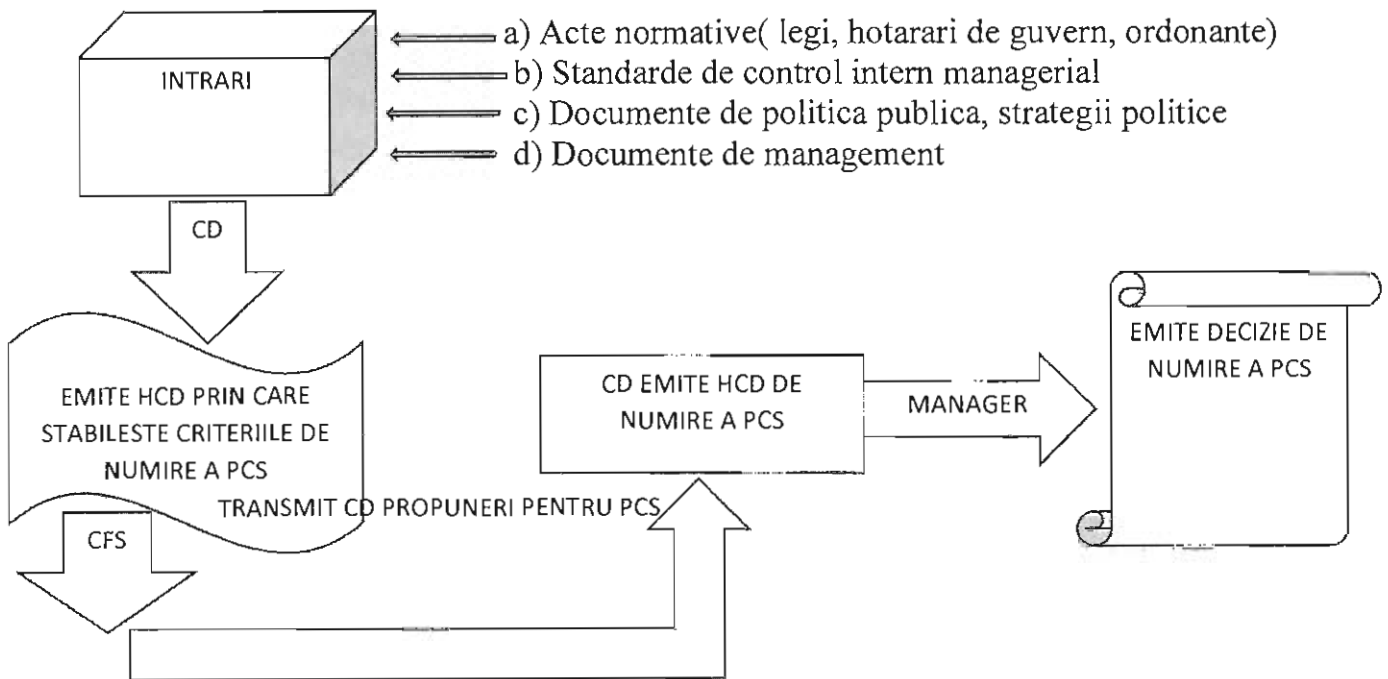 a) Acte normative( legi, hotarari de guvern, ordonante)
INTRARI
b) Standarde de control intern managerial
c) Documente de politica publica, strategii politice
d) Documente de management
CD
EMITE HCD PRIN CARE
STABILESTE CRITERIILE DE
NUMIRE A PCS
TRANSMIT CD PROPUNERI PENTRU PCS
CFS
CD EMITE HCD DE
NUMIRE A PCS
MANAGER
EMITE DECIZIE DE
NUMIRE A PCS